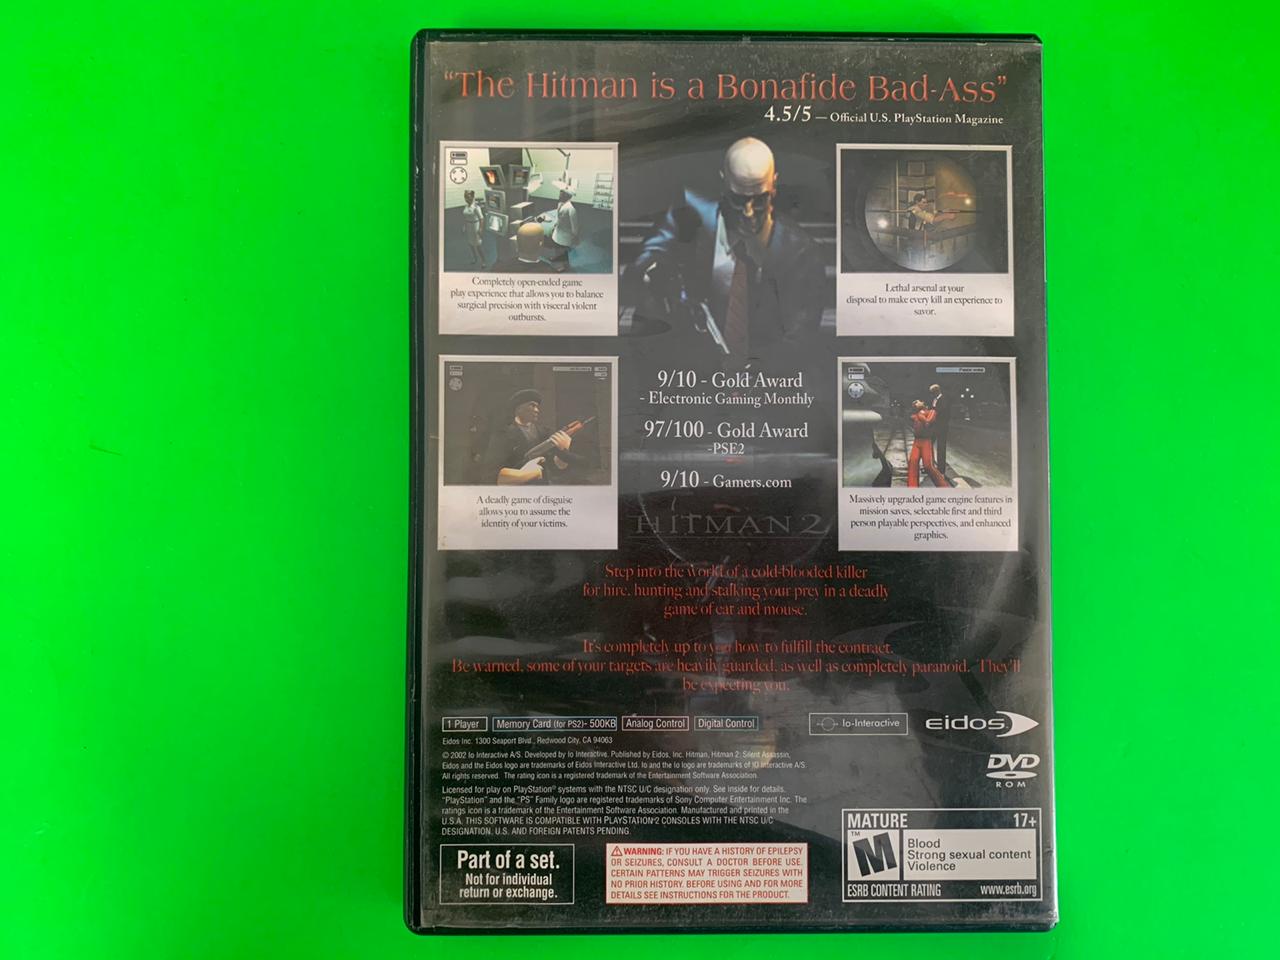 “The Hitman is a Bonafide Bad-Ass”
4.5/5 — Official U.S. PlayStation Magazine
Completely open-ended game
play experience that allows you to balance
surgical precision with visceral violent
outbursts.
Lethal arsenal at your
disposal to make every kill an experience to
savor.
9/10 - Gold Award
- Electronic Gaming Monthly
97/100 - Gold Award
-PSE2
9/10 - Gamers.com
A deadly game of disguise
allows you to assume the
identity of your victims.
Massively upgraded game engine features in
mission saves, selectable first and third
person playable perspectives, and enhanced
graphics.
HITMAN 2
Step into the world of a cold-blooded killer
for hire, hunting and stalking your prey in a deadly
game of cat and mouse.
It's completely up to you how to fulfill the contract.
Be warned, some of your targets are heavily guarded, as well as completely paranoid. They'll
be expecting you.
1 Player Memory Card (for PS2)- 500KB Analog Control Digital Control
Io-Interactive eidos
Eidos Inc. 1300 Seaport Blvd., Redwood City, CA 94063
© 2002 Io Interactive A/S. Developed by Io Interactive. Published by Eidos, Inc. Hitman, Hitman 2: Silent Assassin,
Eidos and the Eidos logo are trademarks of Eidos Interactive Ltd. Io and the Io logo are trademarks of IO Interactive A/S.
All rights reserved. The rating icon is a registered trademark of the Entertainment Software Association.
Licensed for play on PlayStation® systems with the NTSC U/C designation only. See inside for details.
"PlayStation" and the "PS" Family logo are registered trademarks of Sony Computer Entertainment Inc. The
ratings icon is a trademark of the Entertainment Software Association. Manufactured and printed in the
U.S.A. THIS SOFTWARE IS COMPATIBLE WITH PLAYSTATION®2 CONSOLES WITH THE NTSC U/C
DESIGNATION. U.S. AND FOREIGN PATENTS PENDING.
DVD
ROM
Part of a set.
Not for individual
return or exchange.
WARNING: IF YOU HAVE A HISTORY OF EPILEPSY
OR SEIZURES, CONSULT A DOCTOR BEFORE USE.
CERTAIN PATTERNS MAY TRIGGER SEIZURES WITH
NO PRIOR HISTORY. BEFORE USING AND FOR MORE
DETAILS SEE INSTRUCTIONS FOR THE PRODUCT.
MATURE 17+
M
TM
Blood
Strong sexual content
Violence
ESRB CONTENT RATING www.esrb.org